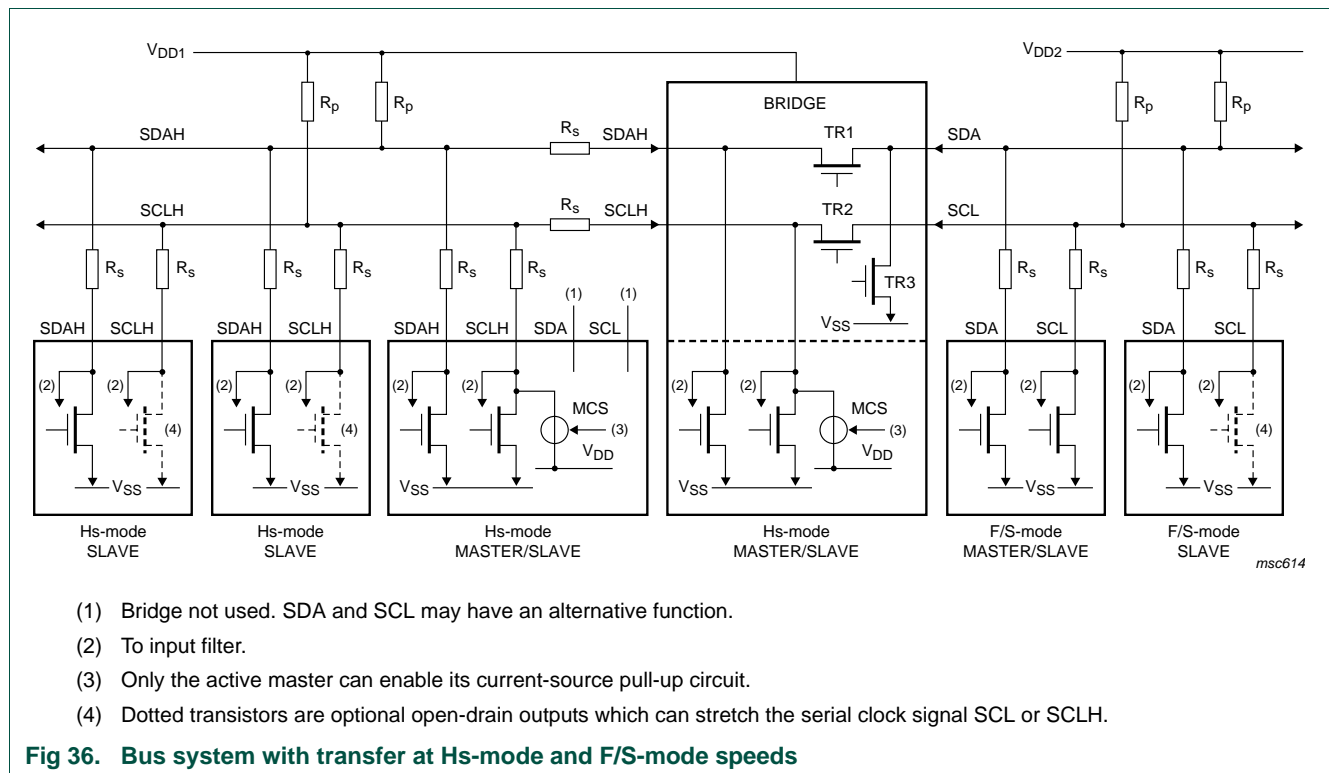 VDD1
VDD2
Rp Rp BRIDGE Rp Rp
SDAH Rs SDAH TR1 SDA
SCLH Rs SCLH TR2 SCL
Rs Rs Rs Rs Rs Rs TR3 Rs Rs Rs Rs
(1) (1)
VSS
SDAH SCLH SDAH SCLH SDAH SCLH SDA SCL SDA SCL SDA SCL
(2) (2) (2) (2) (2) (2) (2) (2) (2) (2) (2) (2)
(4) (4) MCS (3) MCS (3) (4)
VDD VDD
VSS VSS VSS VSS VSS VSS
Hs-mode SLAVE
Hs-mode SLAVE
Hs-mode MASTER/SLAVE
Hs-mode MASTER/SLAVE
F/S-mode MASTER/SLAVE
F/S-mode SLAVE
msc614
(1) Bridge not used. SDA and SCL may have an alternative function.
(2) To input filter.
(3) Only the active master can enable its current-source pull-up circuit.
(4) Dotted transistors are optional open-drain outputs which can stretch the serial clock signal SCL or SCLH.
Fig 36. Bus system with transfer at Hs-mode and F/S-mode speeds